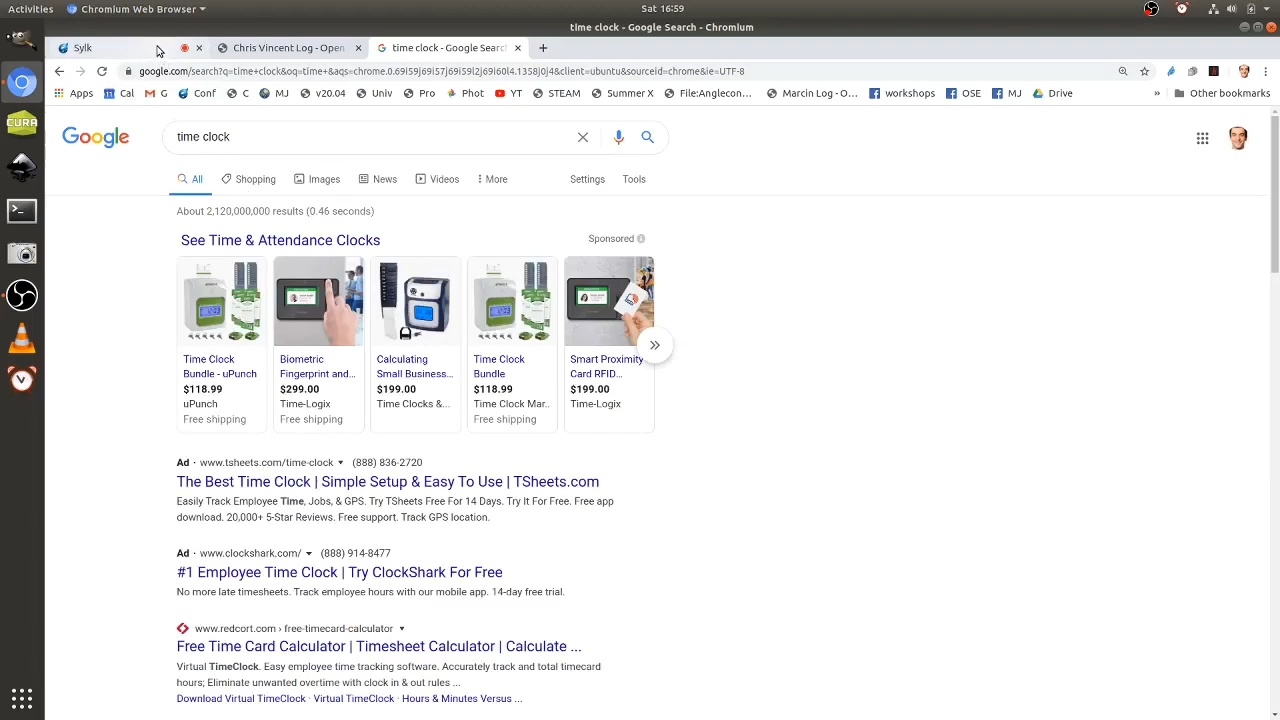 Activities
Chromium Web Browser
Sat 16:59
time clock - Google Search - Chromium
Sylk
Chris Vincent Log - Open
time clock - Google Searc
google.com/search?q=time+clock&oq=time+&aqs=chrome.0.69i59j69i57j69i59l2j69i60l4.1358j0j4&client=ubuntu&sourceid=chrome&ie=UTF-8
Apps
Cal
G
Conf
C
MJ
v20.04
Univ
Pro
Phot
YT
STEAM
Summer X
File:Anglecon...
Marcin Log - O...
workshops
OSE
MJ
Drive
»
Other bookmarks
Google
time clock
All
Shopping
Images
News
Videos
More
Settings
Tools
About 2,120,000,000 results (0.46 seconds)
See Time & Attendance Clocks
Sponsored
Time Clock
Bundle - uPunch
$118.99
uPunch
Free shipping
Biometric
Fingerprint and...
$299.00
Time-Logix
Free shipping
Calculating
Small Business...
$199.00
Time Clocks &...
Time Clock
Bundle
$118.99
Time Clock Mar...
Free shipping
Smart Proximity
Card RFID...
$199.00
Time-Logix
Ad · www.tsheets.com/time-clock (888) 836-2720
The Best Time Clock | Simple Setup & Easy To Use | TSheets.com
Easily Track Employee Time, Jobs, & GPS. Try TSheets Free For 14 Days. Try It For Free. Free app
download. 20,000+ 5-Star Reviews. Free support. Track GPS location.
Ad · www.clockshark.com/ (888) 914-8477
#1 Employee Time Clock | Try ClockShark For Free
No more late timesheets. Track employee hours with our mobile app. 14-day free trial.
www.redcort.com › free-timecard-calculator
Free Time Card Calculator | Timesheet Calculator | Calculate ...
Virtual TimeClock. Easy employee time tracking software. Accurately track and total timecard
hours; Eliminate unwanted overtime with clock in & out rules ...
Download Virtual TimeClock · Virtual TimeClock · Hours & Minutes Versus ...
CURA